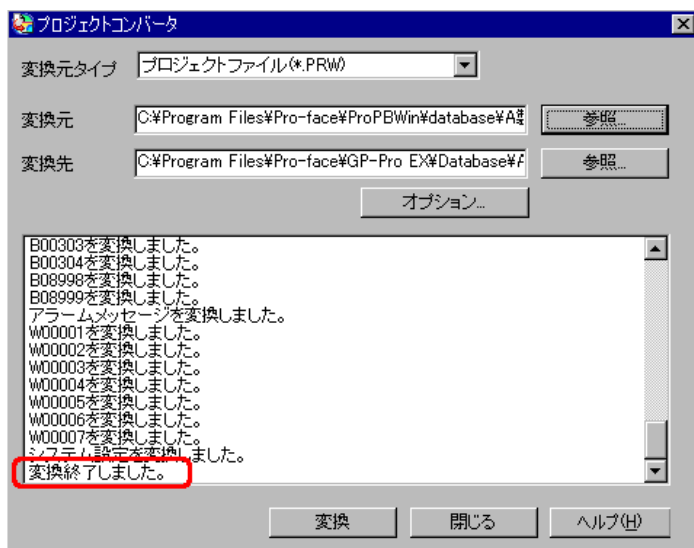 プロジェクトコンバータ
変換元タイプ プロジェクトファイル(*.PRW)
変換元 C:¥Program Files¥Pro-face¥ProPBWin¥database¥A 参照...
変換先 C:¥Program Files¥Pro-face¥GP-Pro EX¥Database¥ 参照...
オプション...
B00303を変換しました。
B00304を変換しました。
B08998を変換しました。
B08999を変換しました。
アラームメッセージを変換しました。
W00001を変換しました。
W00002を変換しました。
W00003を変換しました。
W00004を変換しました。
W00005を変換しました。
W00006を変換しました。
W00007を変換しました。
システム設定を変換しました。
変換終了しました。
変換 閉じる ヘルプ(H)